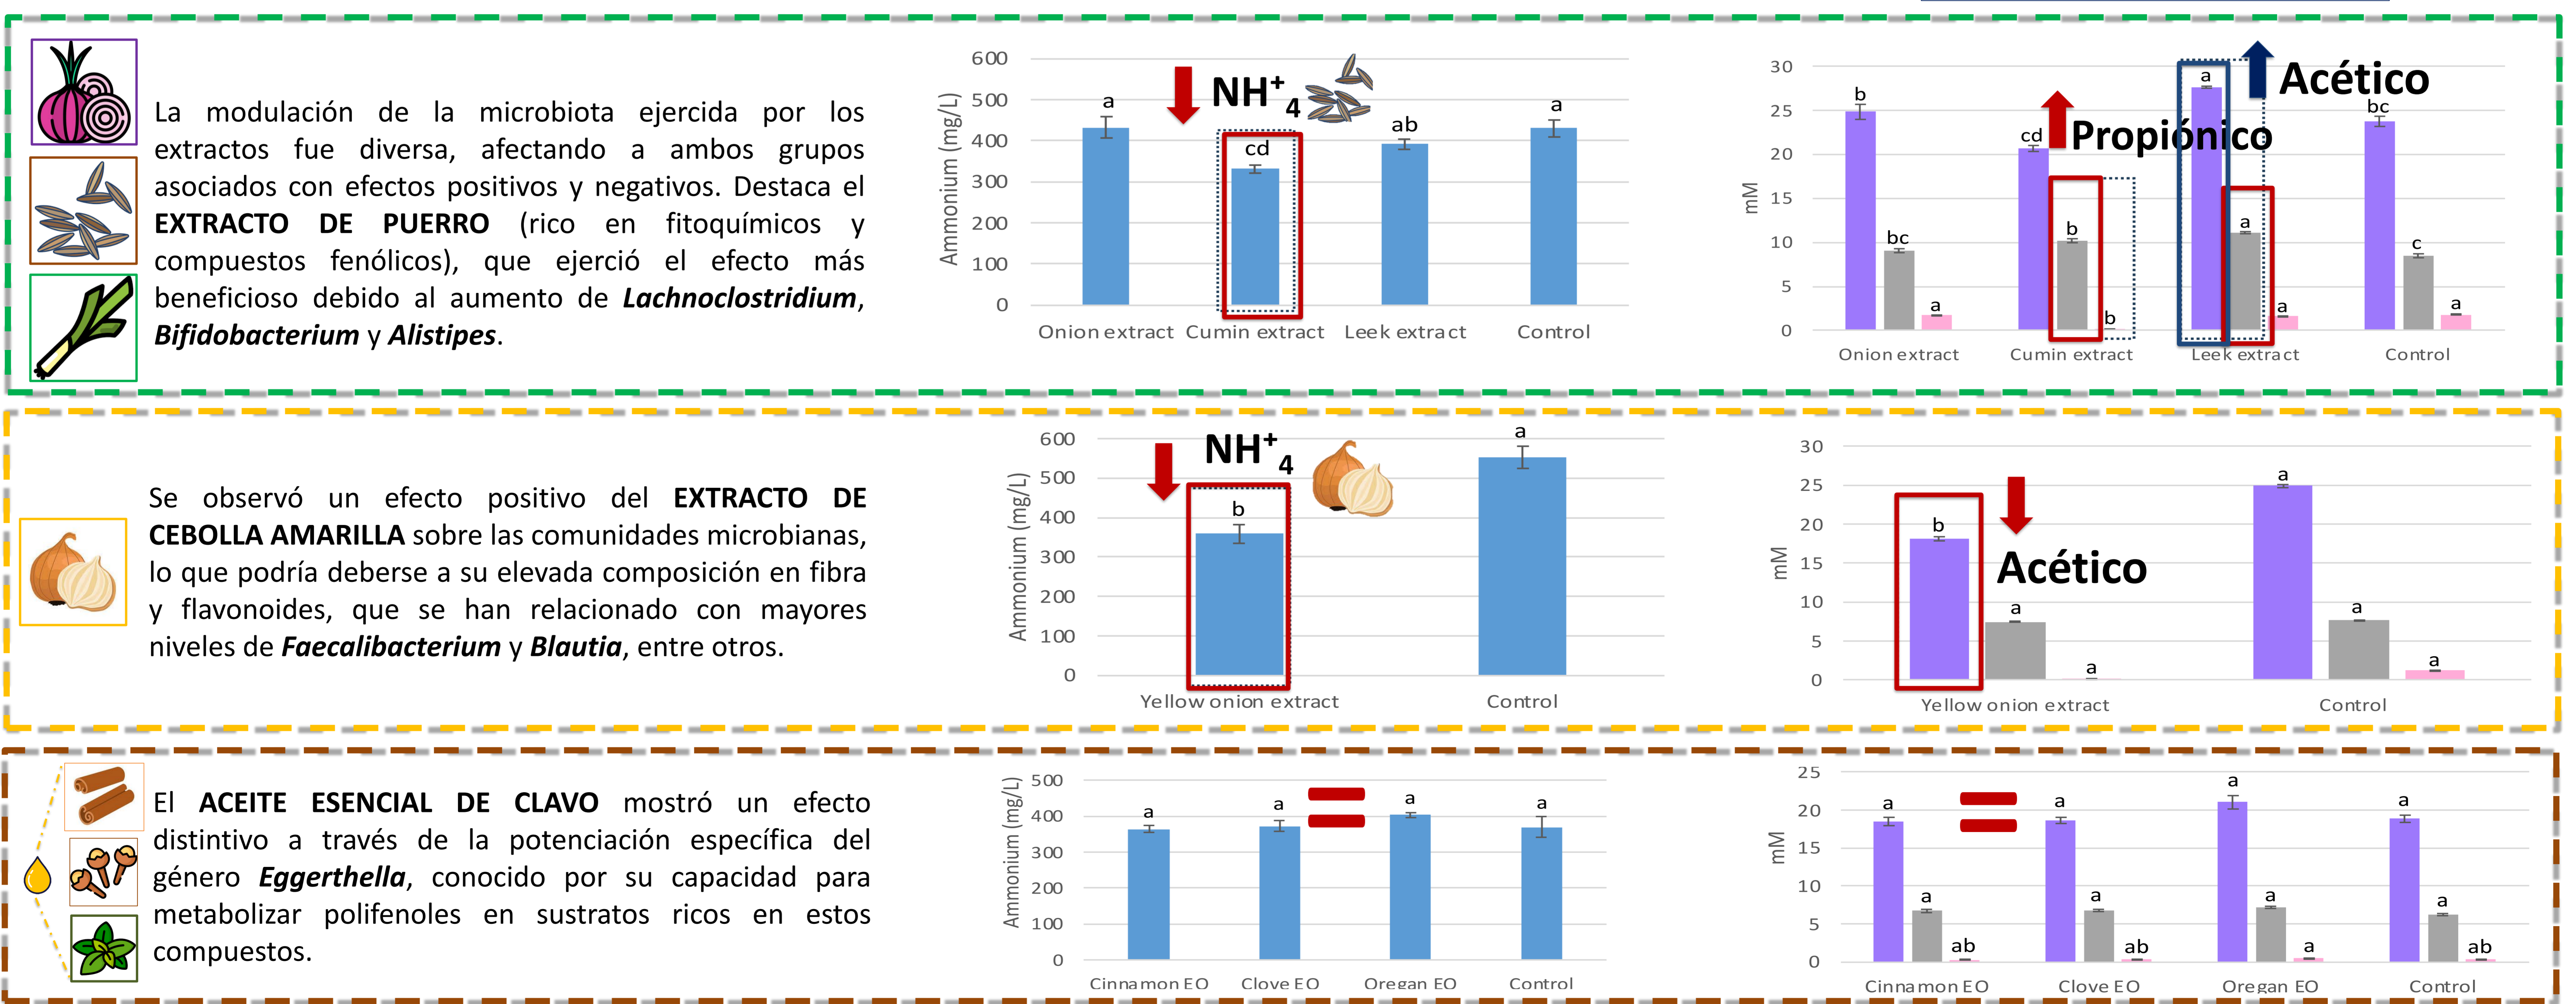 La modulación de la microbiota ejercida por los
extractos fue diversa, afectando a ambos grupos
asociados con efectos positivos y negativos. Destaca el
EXTRACTO DE PUERRO (rico en fitoquímicos y
compuestos fenólicos), que ejerció el efecto más
beneficioso debido al aumento de Lachnoclostridium,
Bifidobacterium y Alistipes.
Ammonium (mg/L)
600
500
400
300
200
100
0
NH⁺₄
a
cd
ab
a
Onion extract Cumin extract Leek extract Control
mM
30
25
20
15
10
5
0
Propiónico
Acético
b
bc
a
cd
b
b
a
a
a
bc
c
a
Onion extract Cumin extract Leek extract Control
Se observó un efecto positivo del EXTRACTO DE
CEBOLLA AMARILLA sobre las comunidades microbianas,
lo que podría deberse a su elevada composición en fibra
y flavonoides, que se han relacionado con mayores
niveles de Faecalibacterium y Blautia, entre otros.
Ammonium (mg/L)
600
500
400
300
200
100
0
NH⁺₄
b
a
Yellow onion extract Control
mM
30
25
20
15
10
5
0
Acético
b
a
a
a
a
a
Yellow onion extract Control
El ACEITE ESENCIAL DE CLAVO mostró un efecto
distintivo a través de la potenciación específica del
género Eggerthella, conocido por su capacidad para
metabolizar polifenoles en sustratos ricos en estos
compuestos.
Ammonium (mg/L)
500
400
300
200
100
0
a
a
a
a
Cinnamon EO Clove EO Oregan EO Control
mM
25
20
15
10
5
0
a
a
ab
a
a
ab
a
a
a
a
a
ab
Cinnamon EO Clove EO Oregan EO Control